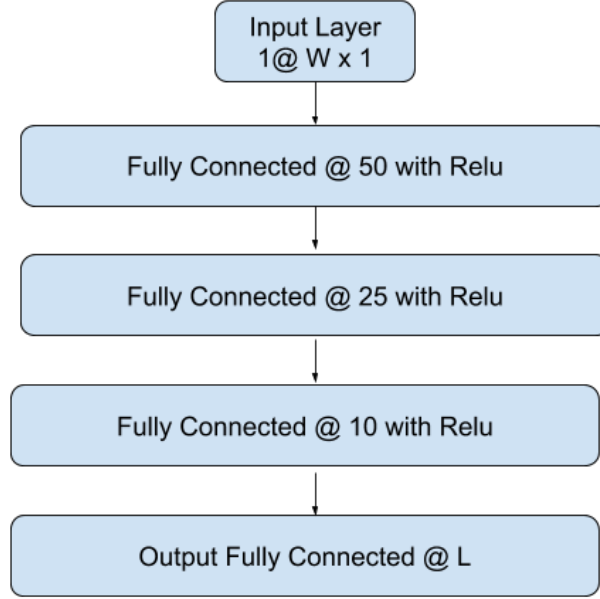 Input Layer
1@ W x 1
Fully Connected @ 50 with Relu
Fully Connected @ 25 with Relu
Fully Connected @ 10 with Relu
Output Fully Connected @ L